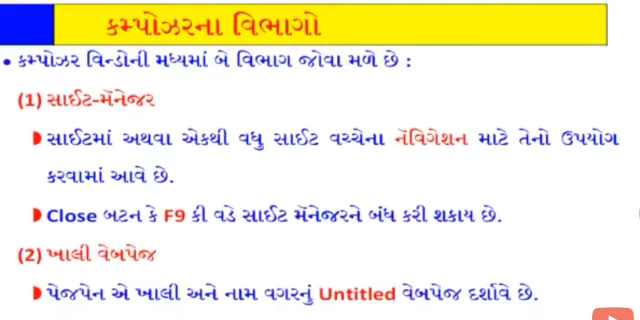 કમ્પોઝરના વિભાગો
• કમ્પોઝર વિન્ડોની મધ્યમાં બે વિભાગ જોવા મળે છે :
(1) સાઈટ-મૅનેજર
સાઈટમાં અથવા એકથી વધુ સાઈટ વચ્ચેના નૅવિગેશન માટે તેનો ઉપયોગ
કરવામાં આવે છે.
Close બટન કે F9 કી વડે સાઈટ મૅનેજરને બંધ કરી શકાય છે.
(2) ખાલી વેબપેજ
પેજપેન એ ખાલી અને નામ વગરનું Untitled વેબપેજ દર્શાવે છે.